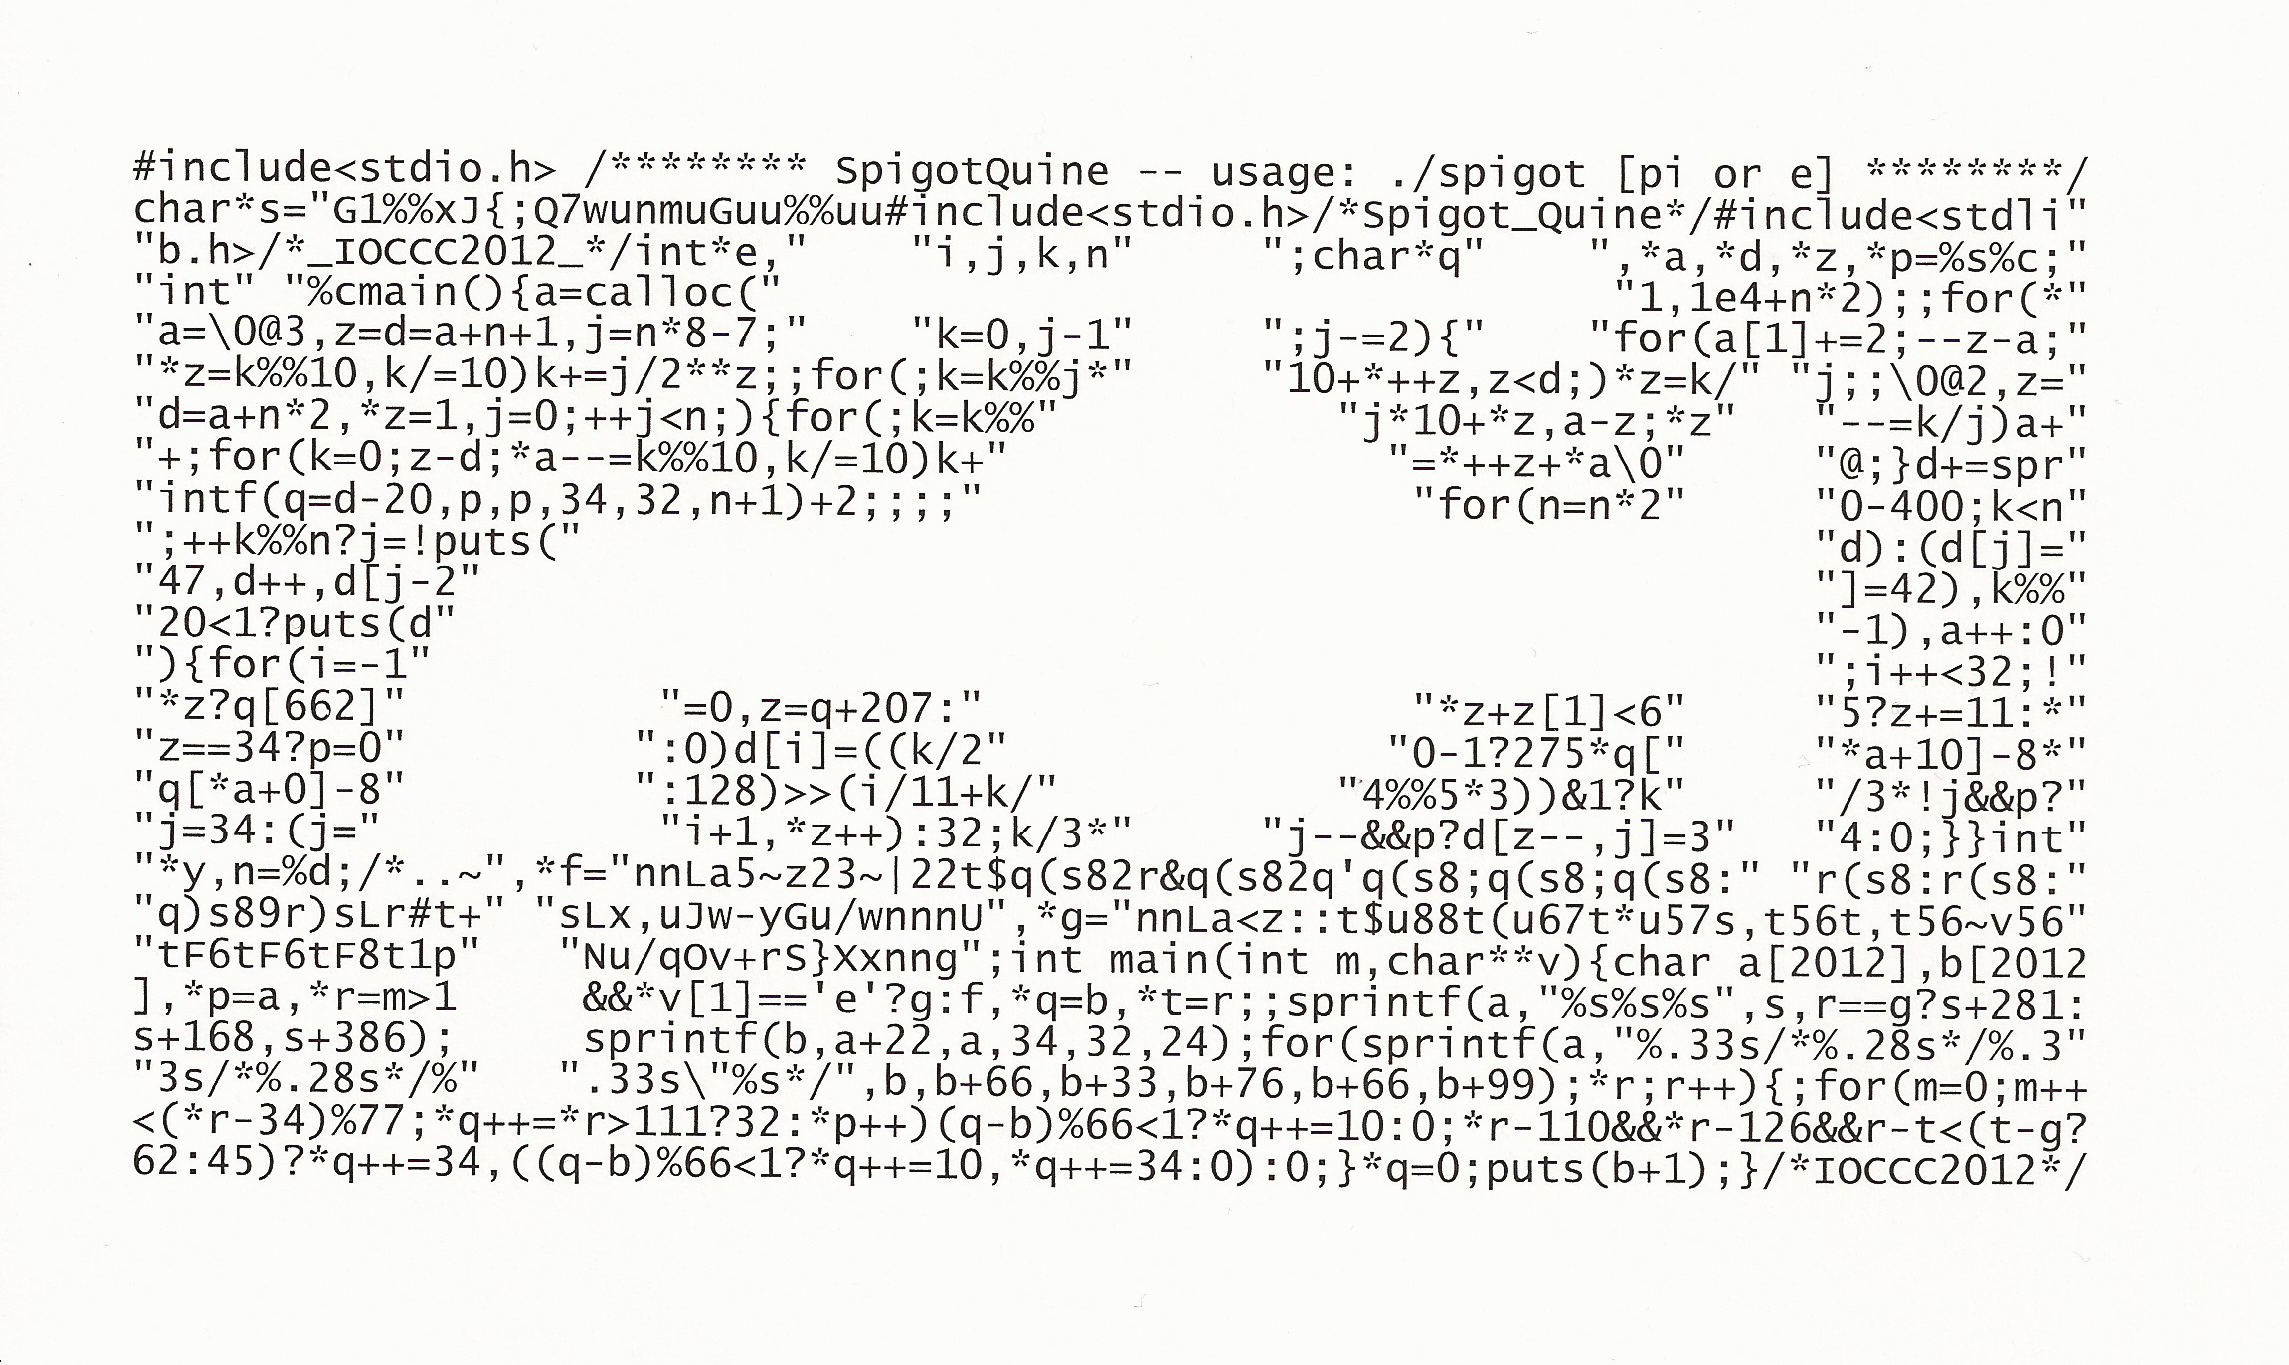 #include<stdio.h> /******** SpigotQuine -- usage: ./spigot [pi or e] ********/
char*s="G1%%xJ{;Q7wunmuGuu%%uu#include<stdio.h>/*Spigot_Quine*/#include<stdli"
"b.h>/*_IOCCC2012_*/int*e,"    "i,j,k,n"     ";char*q"    ",*a,*d,*z,*p=%s%c;"
"int" "%cmain(){a=calloc("                               "1,1e4+n*2);;for(*"
"a=\0@3,z=d=a+n+1,j=n*8-7;"    "k=0,j-1"     ";j-=2){"    "for(a[1]+=2;--z-a;"
"*z=k%%10,k/=10)k+=j/2**z;;for(;k=k%%j*"     "10+*++z,z<d;)*z=k/" "j;;\0@2,z="
"d=a+n*2,*z=1,j=0;++j<n;){for(;k=k%%"           "j*10+*z,a-z;*z"   "--=k/j)a+"
"+;for(k=0;z-d;*a--=k%%10,k/=10)k+"               "=*++z+*a\0"     "@;}d+=spr"
"intf(q=d-20,p,p,34,32,n+1)+2;;;;"                 "for(n=n*2"     "0-400;k<n"
";++k%%n?j=!puts("                                                 "d):(d[j]="
"47,d++,d[j-2"                                                     "]=42),k%%"
"20<1?puts(d"                                                      "-1),a++:0"
"){for(i=-1"                                                       ";i++<32;!"
"*z?q[662]"          "=0,z=q+207:"                 "*z+z[1]<6"     "5?z+=11:*"
"z==34?p=0"         ":0)d[i]=((k/2"               "0-1?275*q["     "*a+10]-8*"
"q[*a+0]-8"         ":128)>>(i/11+k/"           "4%%5*3))&1?k"     "/3*!j&&p?"
"j=34:(j="           "i+1,*z++):32;k/3*"     "j--&&p?d[z--,j]=3"   "4:0;}}int"
"*y,n=%d;/*..~",*f="nnLa5~z23~|22t$q(s82r&q(s82q'q(s8;q(s8;q(s8:" "r(s8:r(s8:"
"q)s89r)sLr#t+" "sLx,uJw-yGu/wnnnU",*g="nnLa<z::t$u88t(u67t*u57s,t56t,t56~v56"
"tF6tF6tF8t1p"   "Nu/qOv+rS}Xxnng";int main(int m,char**v){char a[2012],b[2012
],*p=a,*r=m>1     &&*v[1]=='e'?g:f,*q=b,*t=r;;sprintf(a,"%s%s%s",s,r==g?s+281:
s+168,s+386);     sprintf(b,a+22,a,34,32,24);for(sprintf(a,"%.33s/*%.28s*/%.3"
"3s/*%.28s*/%"   ".33s\"%s*/",b,b+66,b+33,b+76,b+66,b+99);*r;r++){;for(m=0;m++
<(*r-34)%77;*q++=*r>111?32:*p++)(q-b)%66<1?*q++=10:0;*r-110&&*r-126&&r-t<(t-g?
62:45)?*q++=34,((q-b)%66<1?*q++=10,*q++=34:0):0;}*q=0;puts(b+1);}/*IOCCC2012*/